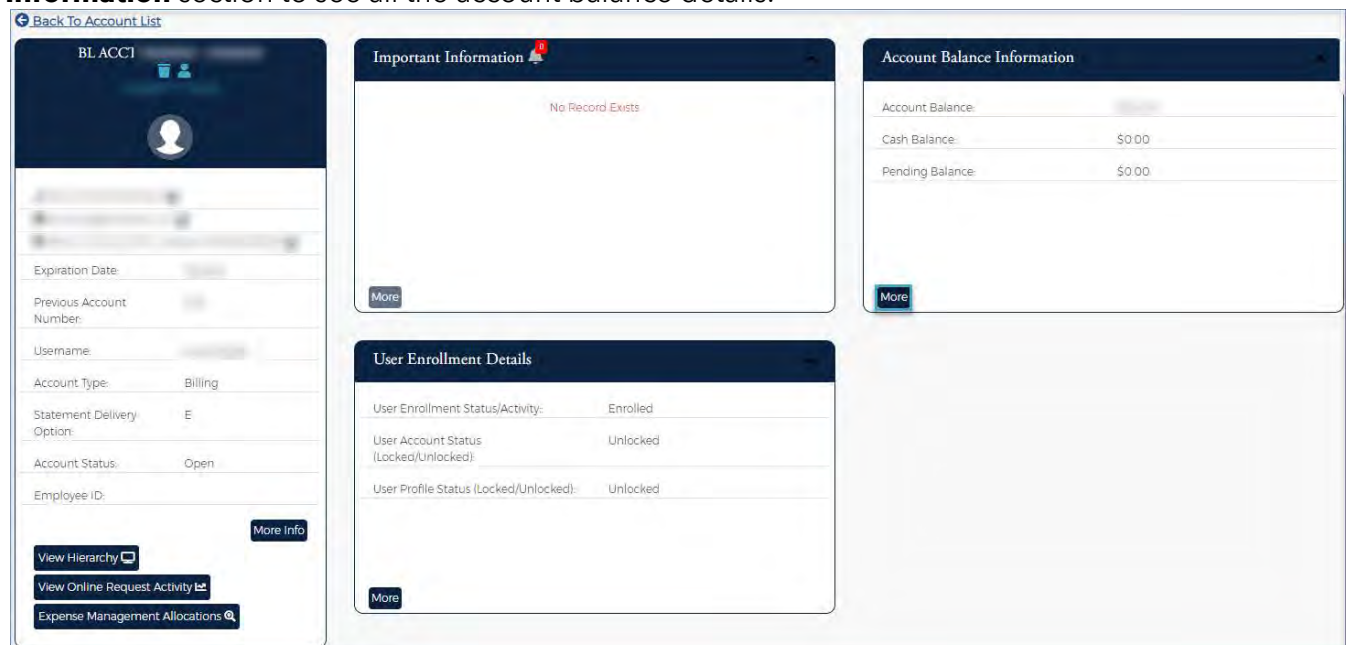 Information section to see all the account balance details.
Back To Account List
BL ACCT
Expiration Date:
Previous Account
Number:
Username:
Account Type: Billing
Statement Delivery E
Option:
Account Status: Open
Employee ID:
More Info
View Hierarchy
View Online Request Activity
Expense Management Allocations
Important Information 0
No Record Exists
More
User Enrollment Details
User Enrollment Status/Activity: Enrolled
User Account Status Unlocked
(Locked/Unlocked):
User Profile Status (Locked/Unlocked): Unlocked
More
Account Balance Information
Account Balance:
Cash Balance: $0.00
Pending Balance: $0.00
More